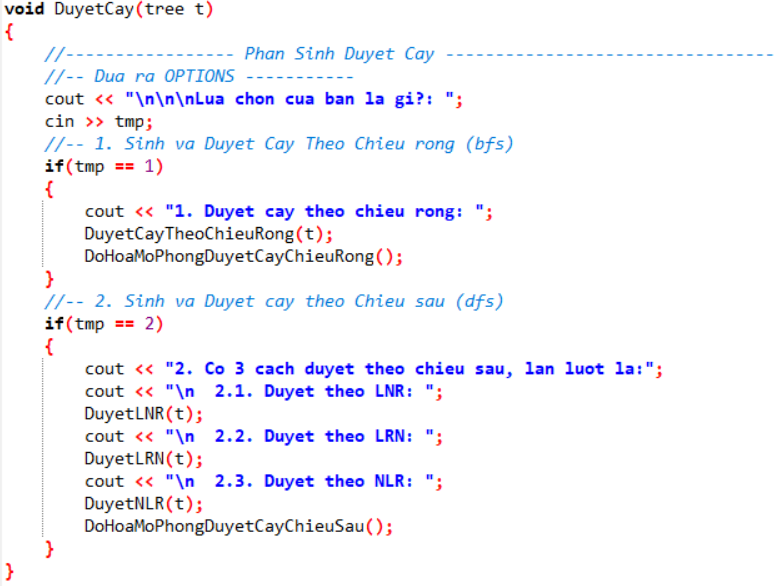 void DuyetCay(tree t)
{
    //----------------- Phan Sinh Duyet Cay ---------------------------------
    //-- Dua ra OPTIONS -----------
    cout << "\n\n\nLua chon cua ban la gi?: ";
    cin >> tmp;
    //-- 1. Sinh va Duyet Cay Theo Chieu rong (bfs)
    if(tmp == 1)
    {
        cout << "1. Duyet cay theo chieu rong: ";
        DuyetCayTheoChieuRong(t);
        DoHoaMoPhongDuyetCayChieuRong();
    }
    //-- 2. Sinh va Duyet cay theo Chieu sau (dfs)
    if(tmp == 2)
    {
        cout << "2. Co 3 cach duyet theo chieu sau, lan luot la:";
        cout << "\n  2.1. Duyet theo LNR: ";
        DuyetLNR(t);
        cout << "\n  2.2. Duyet theo LRN: ";
        DuyetLRN(t);
        cout << "\n  2.3. Duyet theo NLR: ";
        DuyetNLR(t);
        DoHoaMoPhongDuyetCayChieuSau();
    }
}